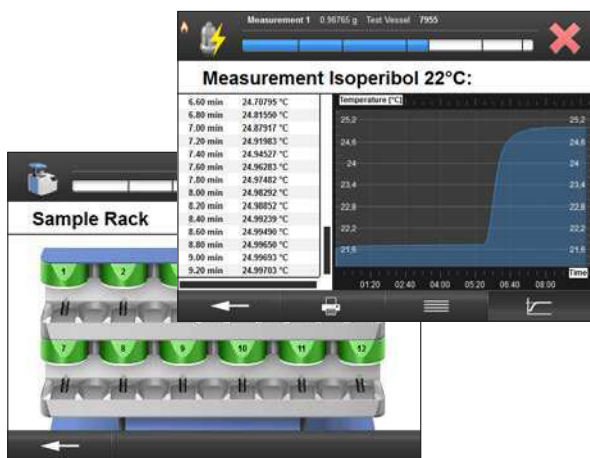 Measurement 1 0.96765 g Test Vessel 7955
Measurement Isoperibol 22°C:
6.60 min 24.70795 °C
6.80 min 24.81550 °C
7.00 min 24.87917 °C
7.20 min 24.91983 °C
7.40 min 24.94527 °C
7.60 min 24.96283 °C
7.80 min 24.97482 °C
8.00 min 24.98292 °C
8.20 min 24.98852 °C
8.40 min 24.99239 °C
8.60 min 24.99490 °C
8.80 min 24.99650 °C
9.00 min 24.99693 °C
9.20 min 24.99703 °C
Temperature [°C]
25,2 25,2
24,6 24,6
24 24
23,4 23,4
22,8 22,8
22,2 22,2
21,6 21,6
Time
01:20 02:40 04:00 05:20 06:40 08:00
Sample Rack
1 2
7 8 9 10 11 12